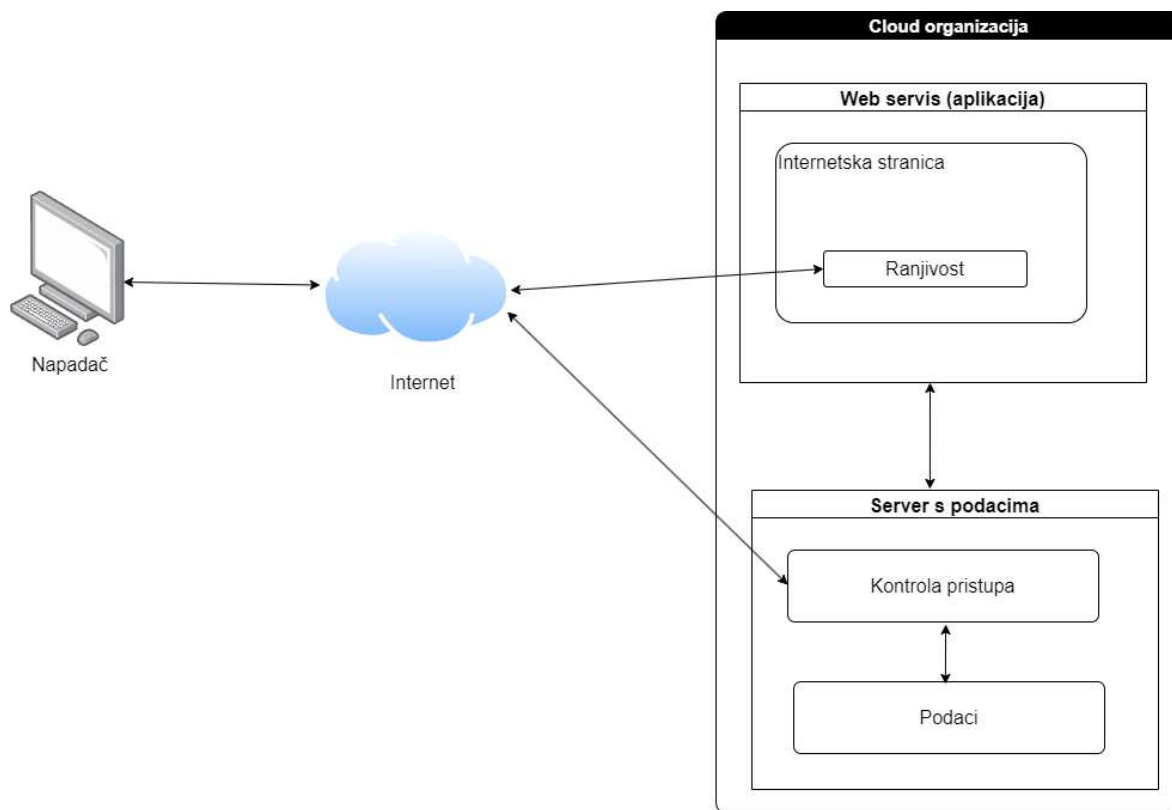 Cloud organizacija
Web servis (aplikacija)
Internetska stranica
Ranjivost
Napadač
Internet
Server s podacima
Kontrola pristupa
Podaci